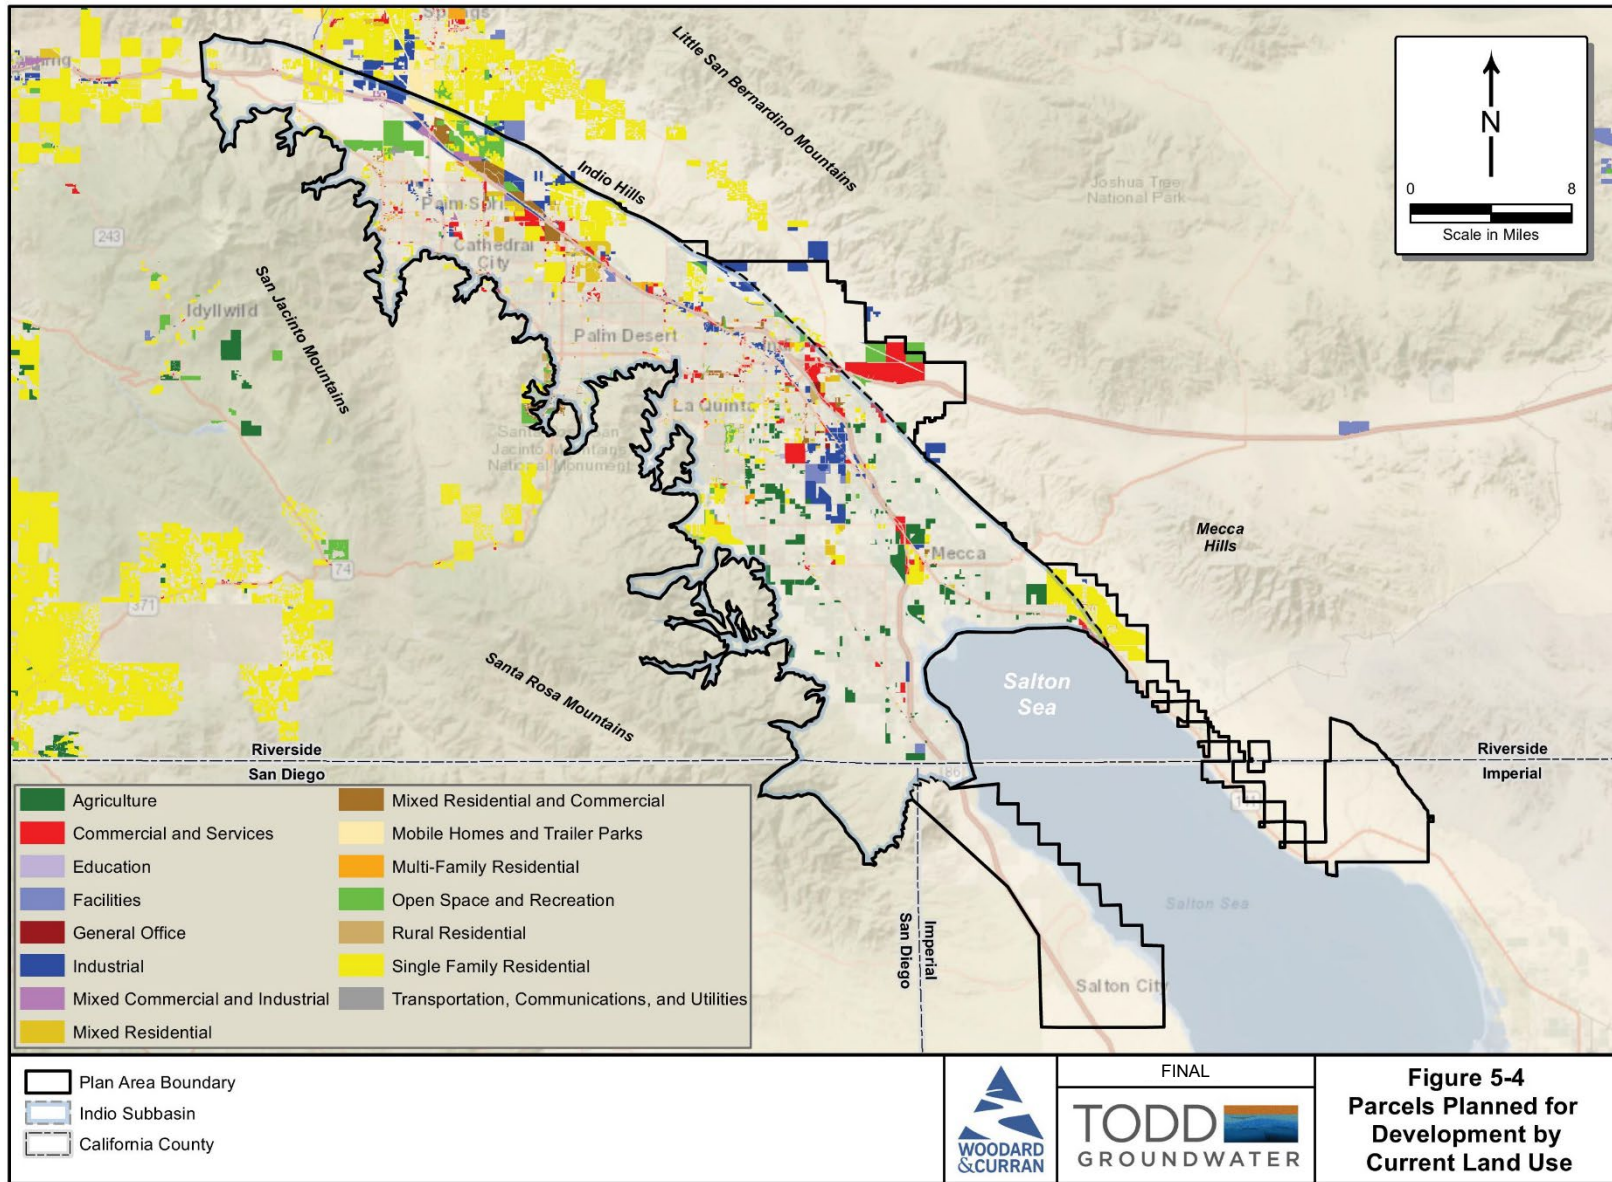 Springs
Little San Bernardino Mountains
N
0 8
Scale in Miles
Indio Hills
Joshua Tree
National Park
243
Cathedral
City
San Jacinto Mountains
Idyllwild
Palm Desert
La Quinta
Jacinto Mountains
National Monument
Mecca
Mecca
Hills
74
371
Santa Rosa Mountains
Salton
Sea
Riverside
San Diego
Riverside
Imperial
111
Salton Sea
Imperial
San Diego
Salton City
Agriculture
Commercial and Services
Education
Facilities
General Office
Industrial
Mixed Commercial and Industrial
Mixed Residential
Mixed Residential and Commercial
Mobile Homes and Trailer Parks
Multi-Family Residential
Open Space and Recreation
Rural Residential
Single Family Residential
Transportation, Communications, and Utilities
Plan Area Boundary
Indio Subbasin
California County
WOODARD
&CURRAN
FINAL
TODD
GROUNDWATER
Figure 5-4
Parcels Planned for
Development by
Current Land Use